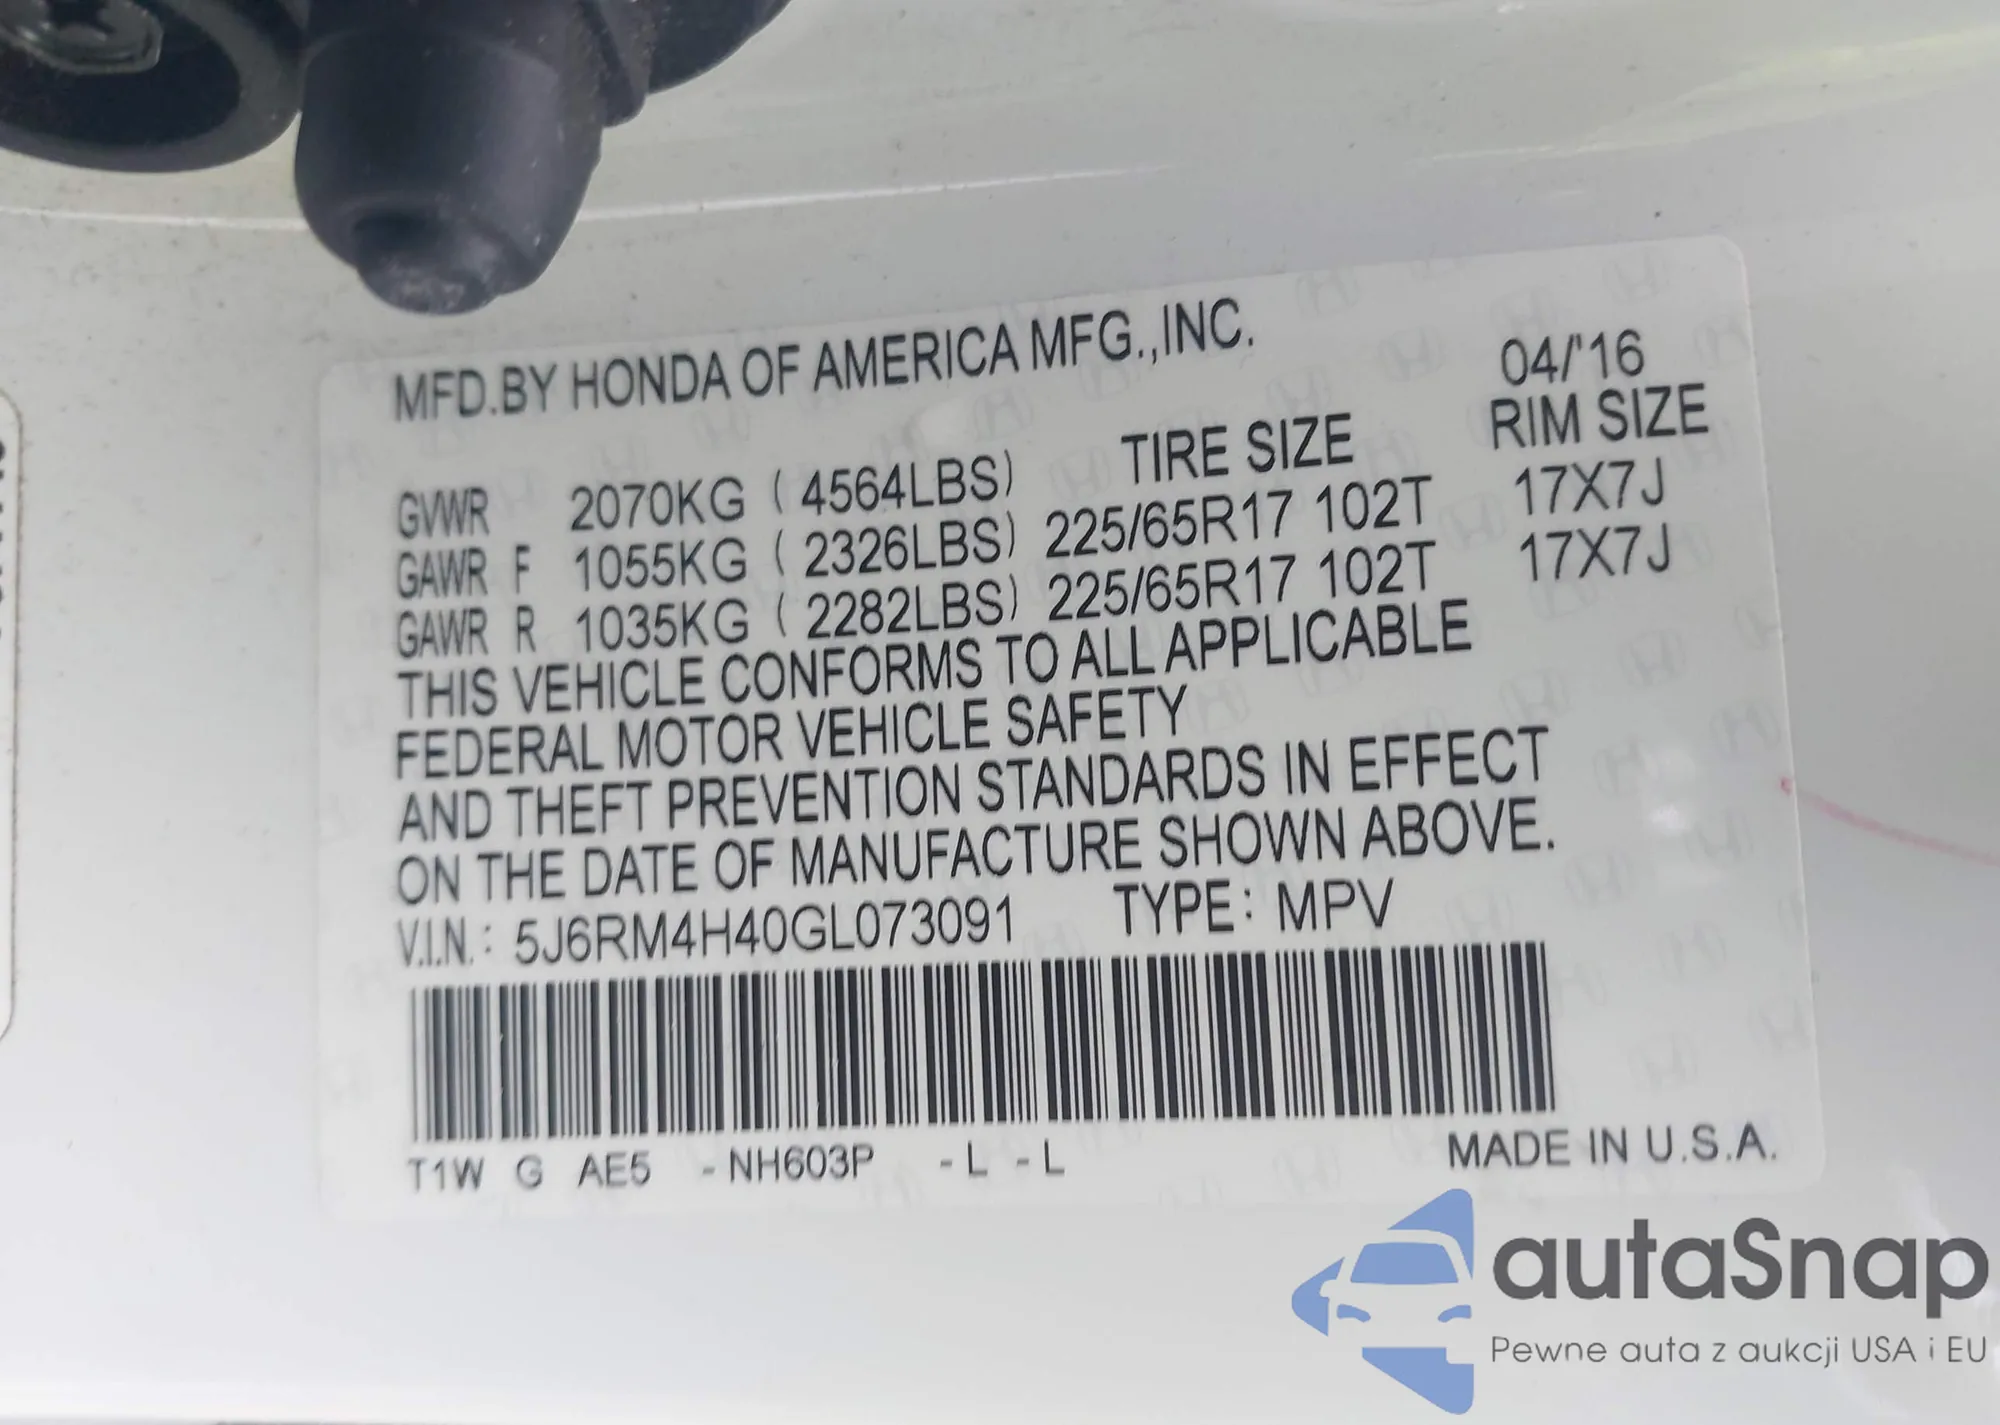 MFD.BY HONDA OF AMERICA MFG.,INC. 04/'16
TIRE SIZE RIM SIZE
GVWR 2070KG ( 4564LBS)
GAWR F 1055KG ( 2326LBS) 225/65R17 102T 17X7J
GAWR R 1035KG ( 2282LBS) 225/65R17 102T 17X7J
THIS VEHICLE CONFORMS TO ALL APPLICABLE
FEDERAL MOTOR VEHICLE SAFETY
AND THEFT PREVENTION STANDARDS IN EFFECT
ON THE DATE OF MANUFACTURE SHOWN ABOVE.
V.I.N.: 5J6RM4H40GL073091 TYPE: MPV
T1W G AE5 -NH603P -L -L MADE IN U.S.A.
autaSnap
Pewne auta z aukcji USA i EU